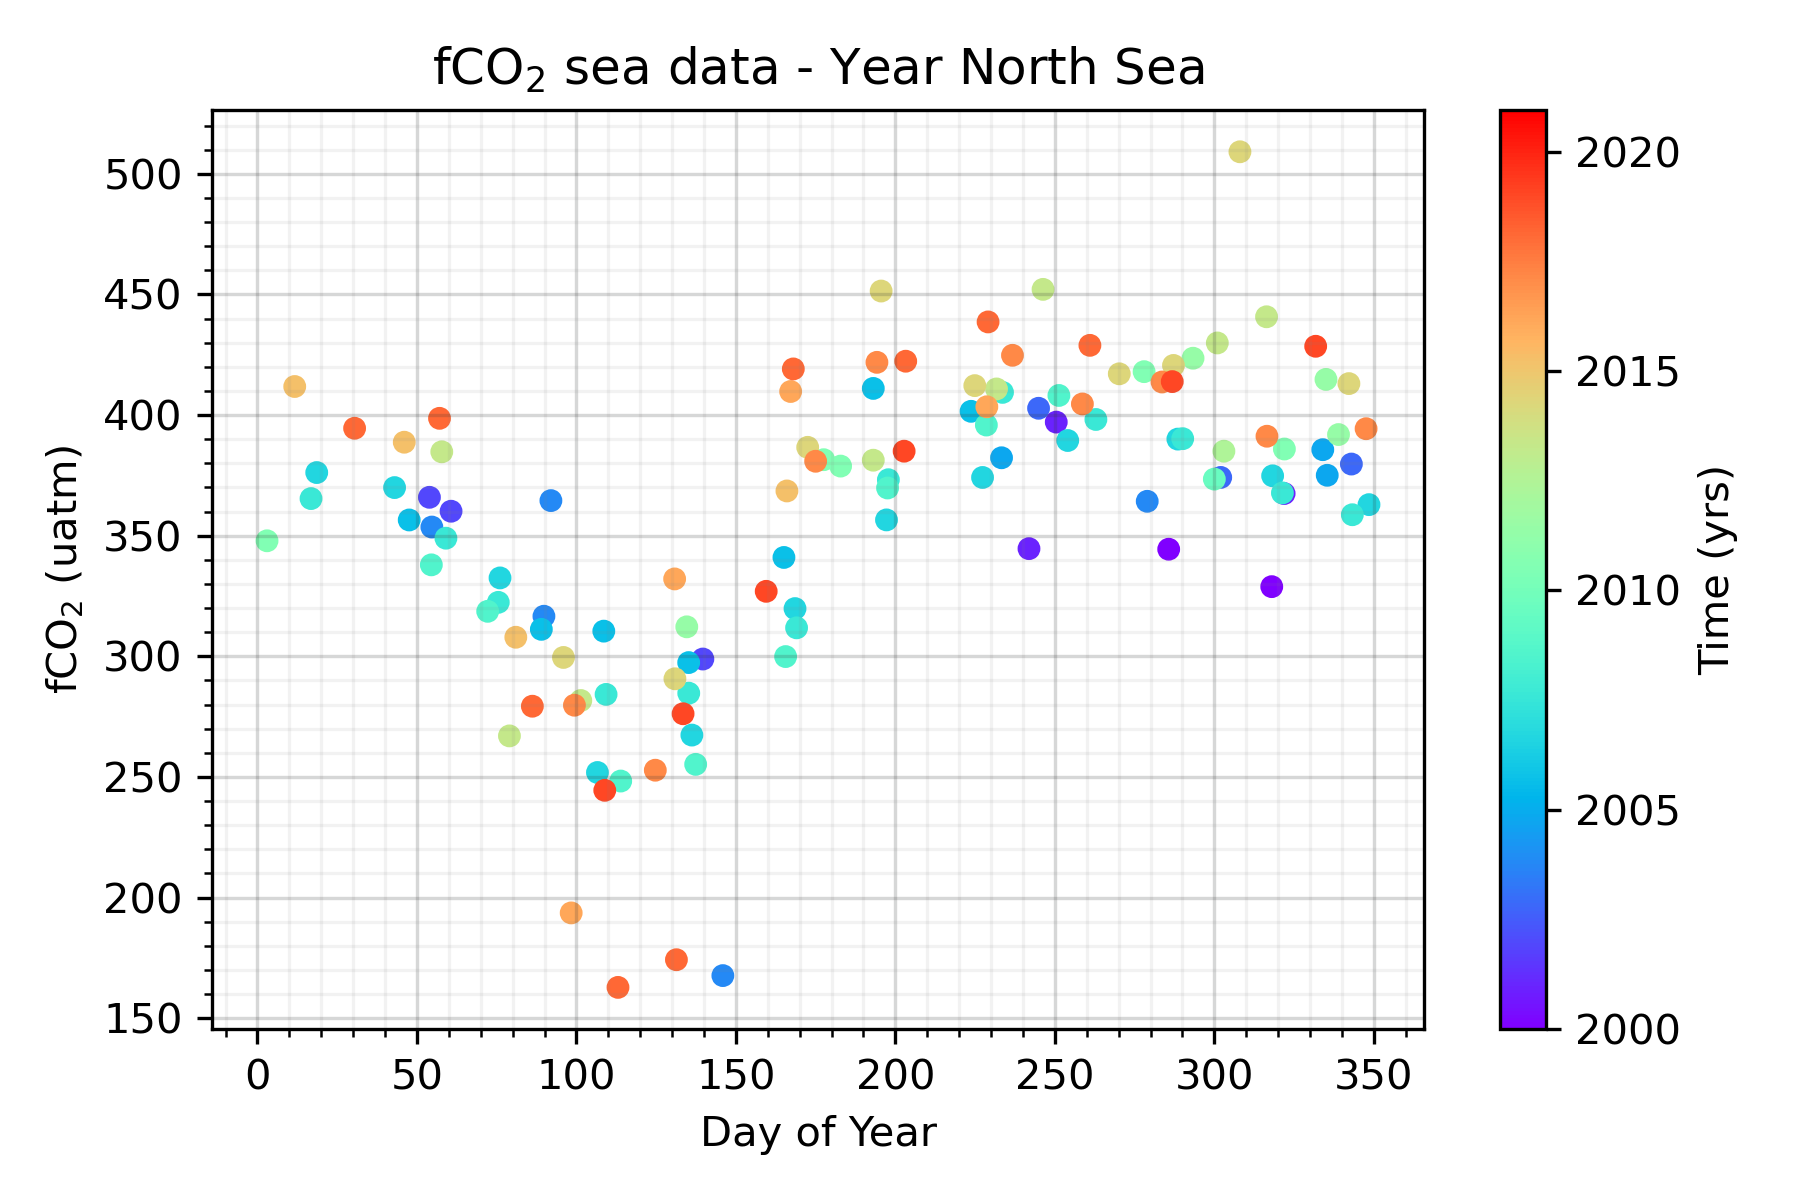 fCO₂ sea data - Year North Sea
fCO₂ (uatm)
500
450
400
350
300
250
200
150
0 50 100 150 200 250 300 350
Day of Year
2020
2015
2010
2005
2000
Time (yrs)